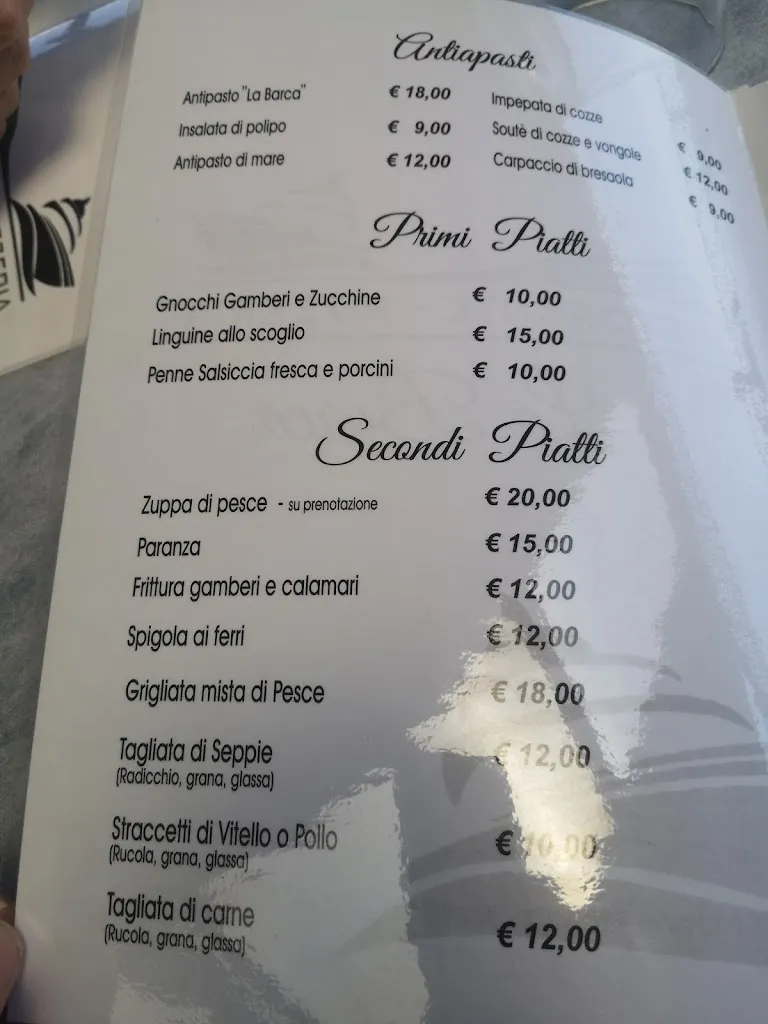 Antiapasti
Antipasto "La Barca" € 18,00
Insalata di polipo € 9,00
Antipasto di mare € 12,00
Impepata di cozze € 9,00
Soutè di cozze e vongole € 12,00
Carpaccio di bresaola € 9,00
Primi Piatti
Gnocchi Gamberi e Zucchine € 10,00
Linguine allo scoglio € 15,00
Penne Salsiccia fresca e porcini € 10,00
Secondi Piatti
Zuppa di pesce - su prenotazione € 20,00
Paranza € 15,00
Frittura gamberi e calamari € 12,00
Spigola ai ferri € 12,00
Grigliata mista di Pesce € 18,00
Tagliata di Seppie € 12,00
(Radicchio, grana, glassa)
Straccetti di Vitello o Pollo € 10,00
(Rucola, grana, glassa)
Tagliata di carne € 12,00
(Rucola, grana, glassa)